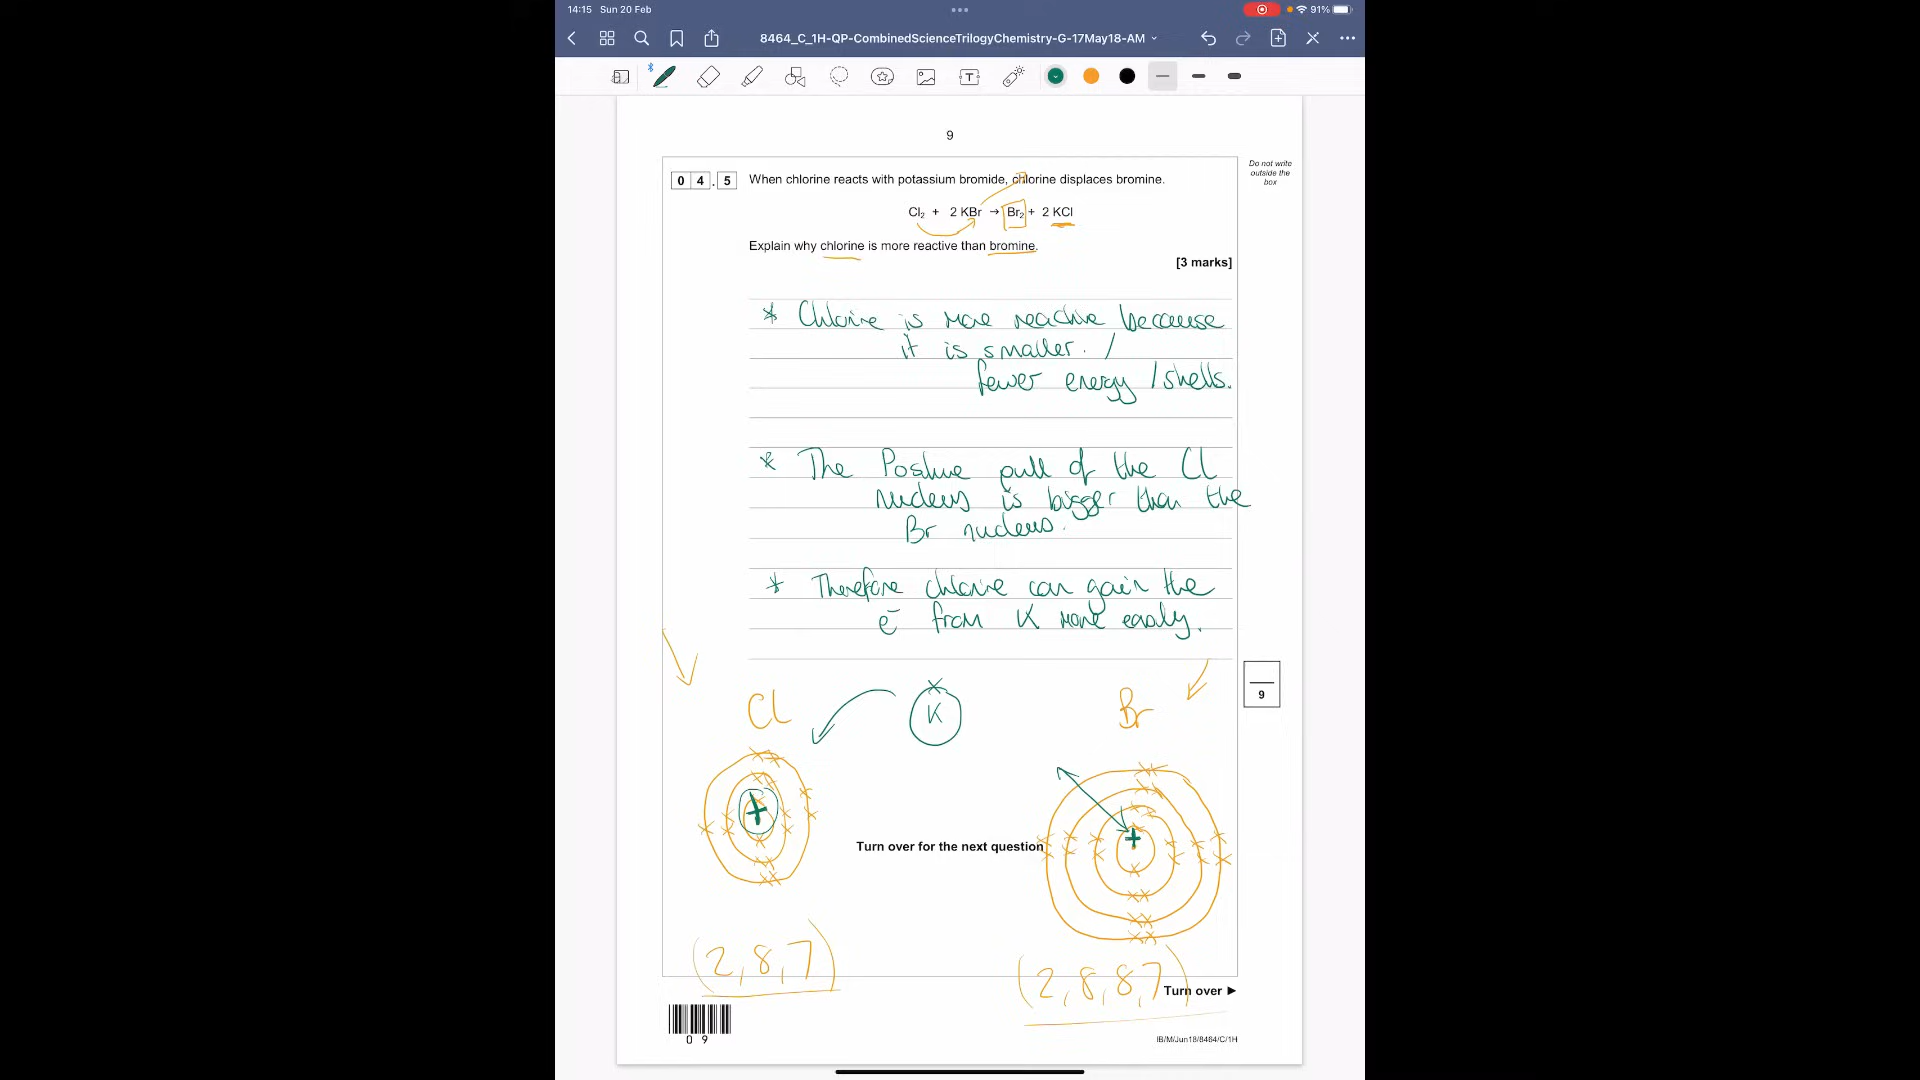 14:15 Sun 20 Feb
91%
8464_C_1H-QP-CombinedScienceTrilogyChemistry-G-17May18-AM
T
9
Do not write
outside the
box
0 4 . 5 When chlorine reacts with potassium bromide, chlorine displaces bromine.
Cl₂ + 2 KBr → Br₂ + 2 KCl
Explain why chlorine is more reactive than bromine.
[3 marks]
* Chlorine is more reactive because
it is smaller. /
fewer energy / shells.
* The Positive pull of the Cl
nucleus is bigger than the
Br nucleus.
* Therefore chlorine can gain the
e⁻ from K more easily.
9
Cl
K
Br
+
+
Turn over for the next question
(2,8,7)
(2,8,8,7)
Turn over ►
0 9
IB/M/Jun18/8464/C/1H